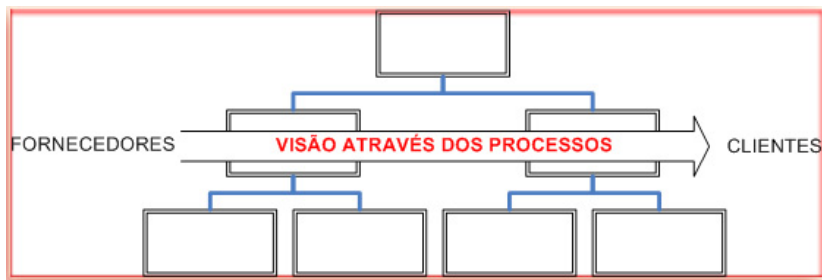 FORNECEDORES
VISÃO ATRAVÉS DOS PROCESSOS
CLIENTES